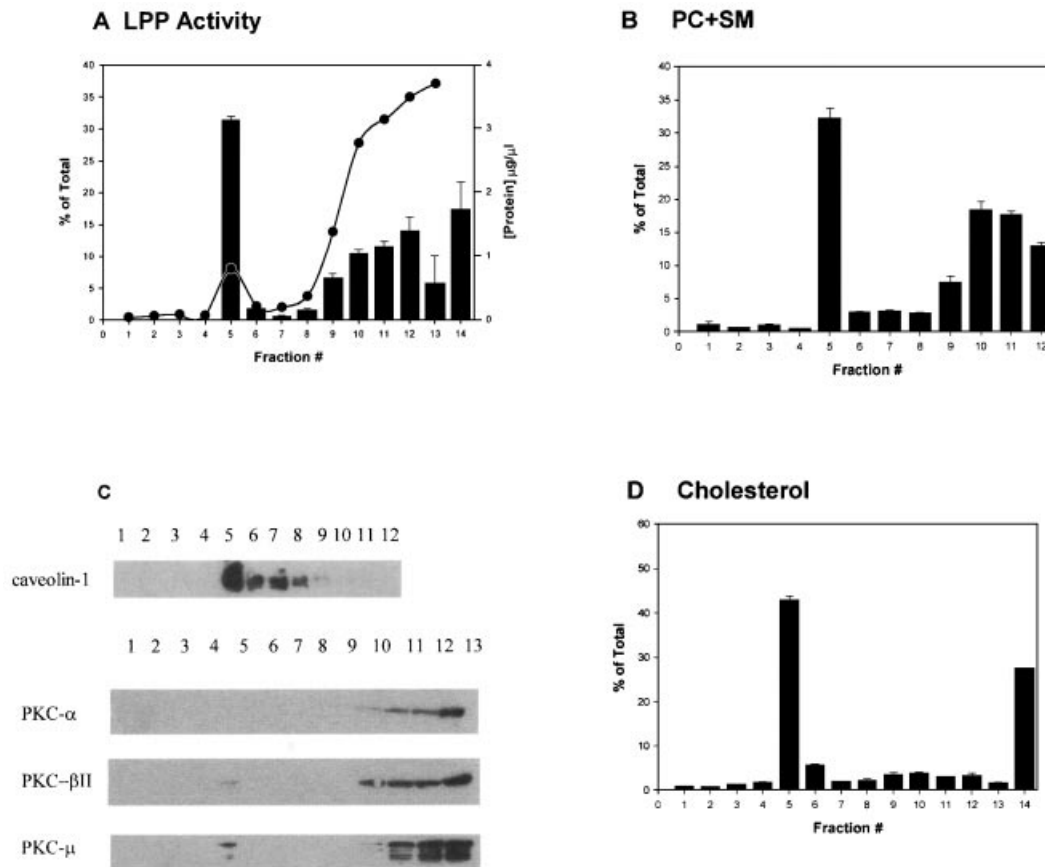 A LPP Activity
40
35
30
25
20
15
10
5
0
% of Total
4
3
2
1
0
[Protein] µg/µl
0 1 2 3 4 5 6 7 8 9 10 11 12 13 14
Fraction #
B PC+SM
40
35
30
25
20
15
10
5
0
% of Total
0 1 2 3 4 5 6 7 8 9 10 11 12
Fraction #
C
1 2 3 4 5 6 7 8 9 10 11 12
caveolin-1
1 2 3 4 5 6 7 8 9 10 11 12 13
PKC-α
PKC-βII
PKC-µ
D Cholesterol
60
50
40
30
20
10
0
% of Total
0 1 2 3 4 5 6 7 8 9 10 11 12 13 14
Fraction #